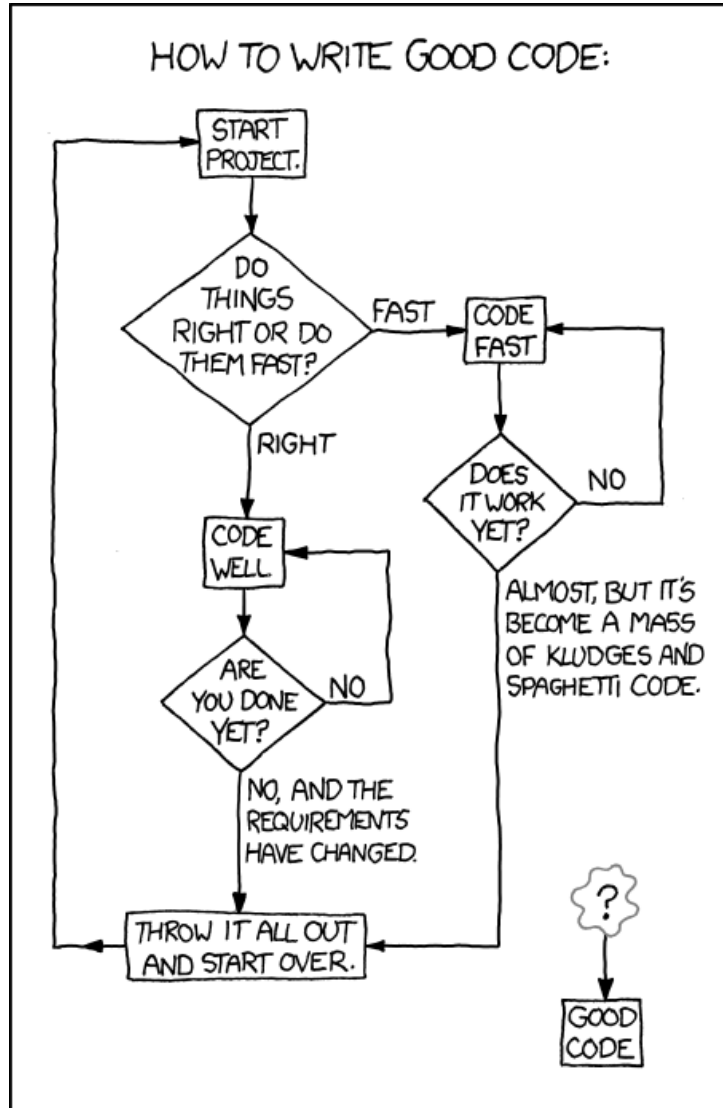 HOW TO WRITE GOOD CODE:
START
PROJECT.
DO
THINGS
RIGHT OR DO
THEM FAST?
FAST
CODE
FAST
RIGHT
DOES
IT WORK
YET?
NO
CODE
WELL
ALMOST, BUT IT'S
BECOME A MASS
OF KLUDGES AND
SPAGHETTI CODE.
ARE
YOU DONE
YET?
NO
NO, AND THE
REQUIREMENTS
HAVE CHANGED.
THROW IT ALL OUT
AND START OVER.
?
GOOD
CODE